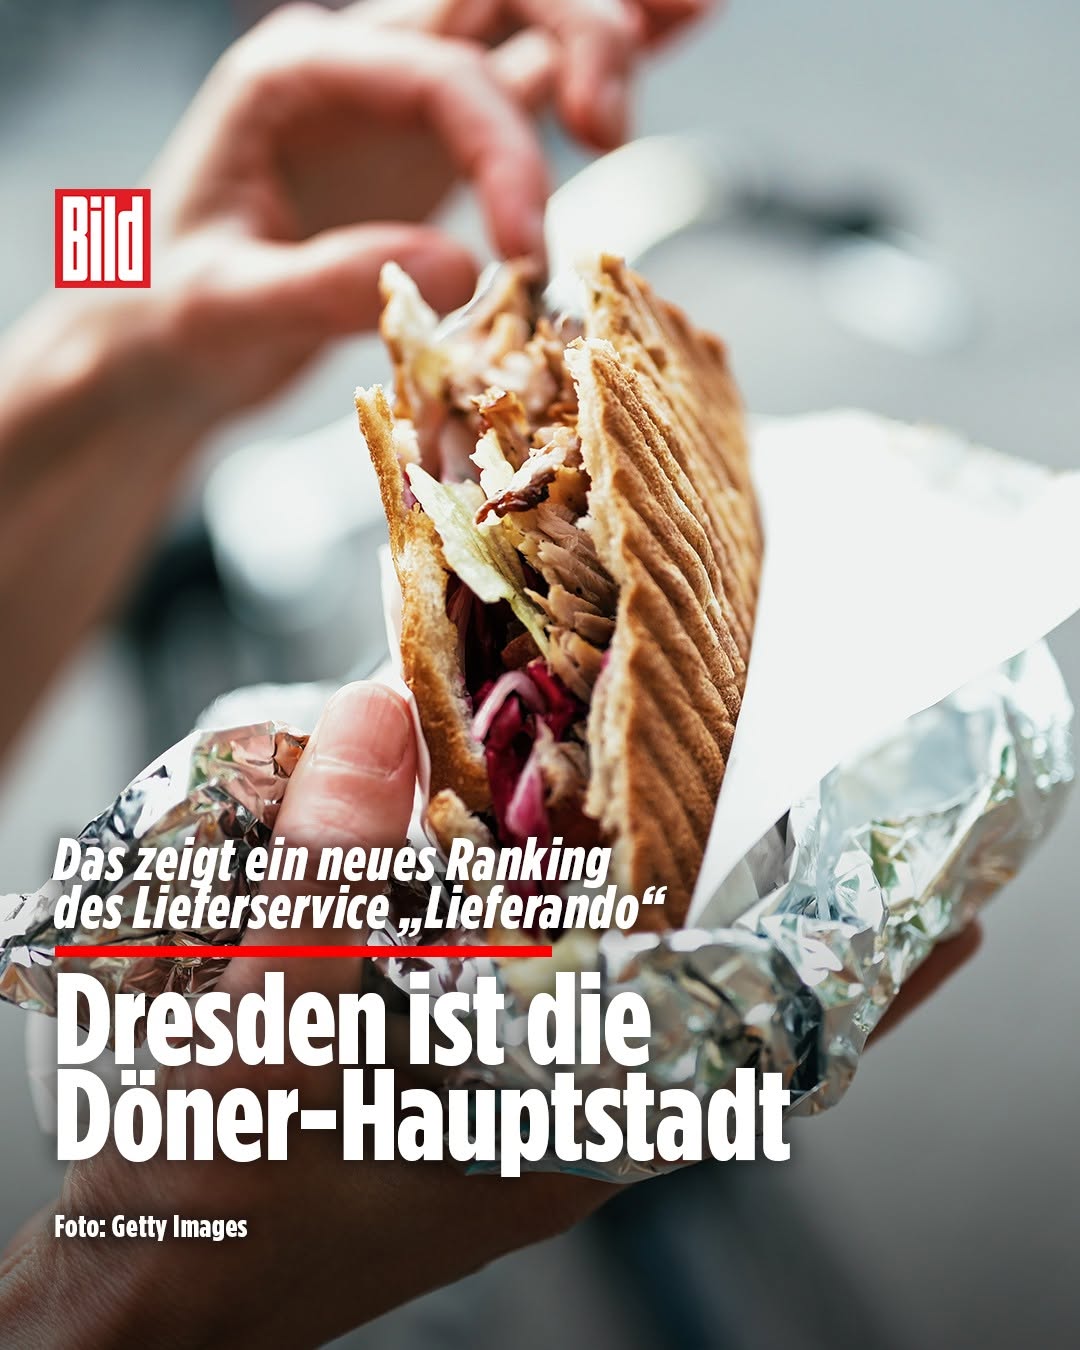 Bild
Das zeigt ein neues Ranking
des Lieferservice „Lieferando“
Dresden ist die
Döner-Hauptstadt
Foto: Getty Images